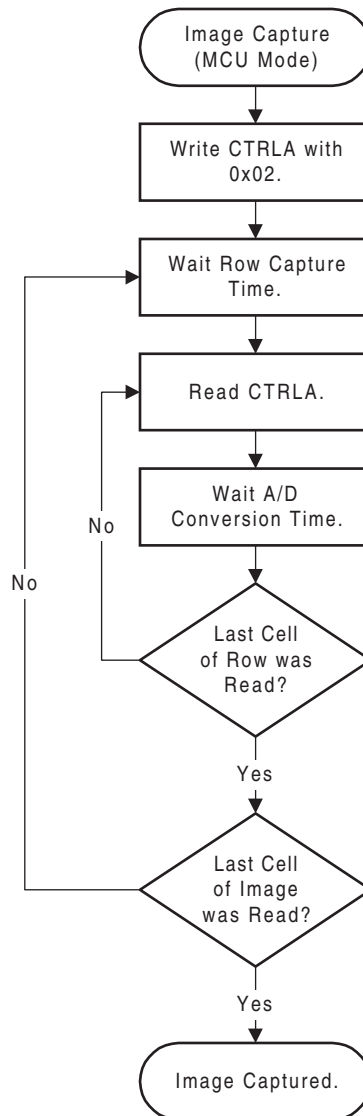 Image Capture
(MCU Mode)
Write CTRLA with
0x02.
Wait Row Capture
Time.
Read CTRLA.
Wait A/D
Conversion Time.
No
No
Last Cell
of Row was
Read?
Yes
Last Cell
of Image
was Read?
Yes
Image Captured.